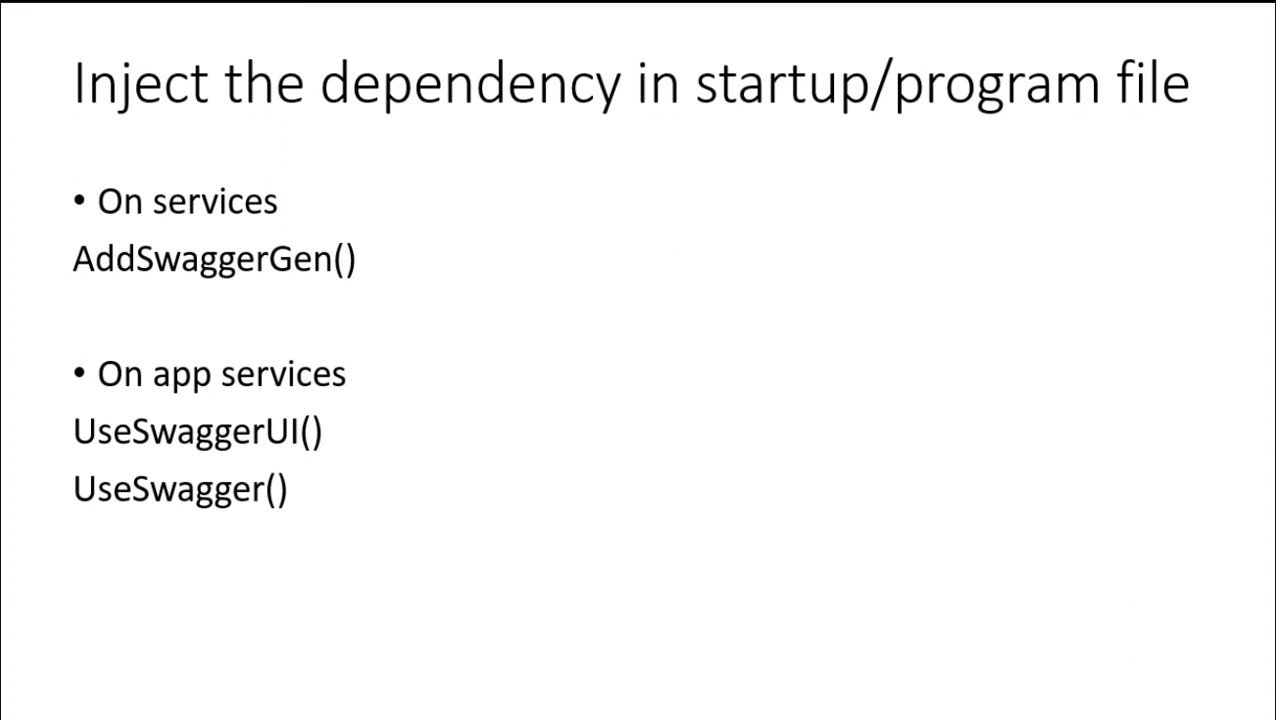 Inject the dependency in startup/program file
• On services
AddSwaggerGen()
• On app services
UseSwaggerUI()
UseSwagger()